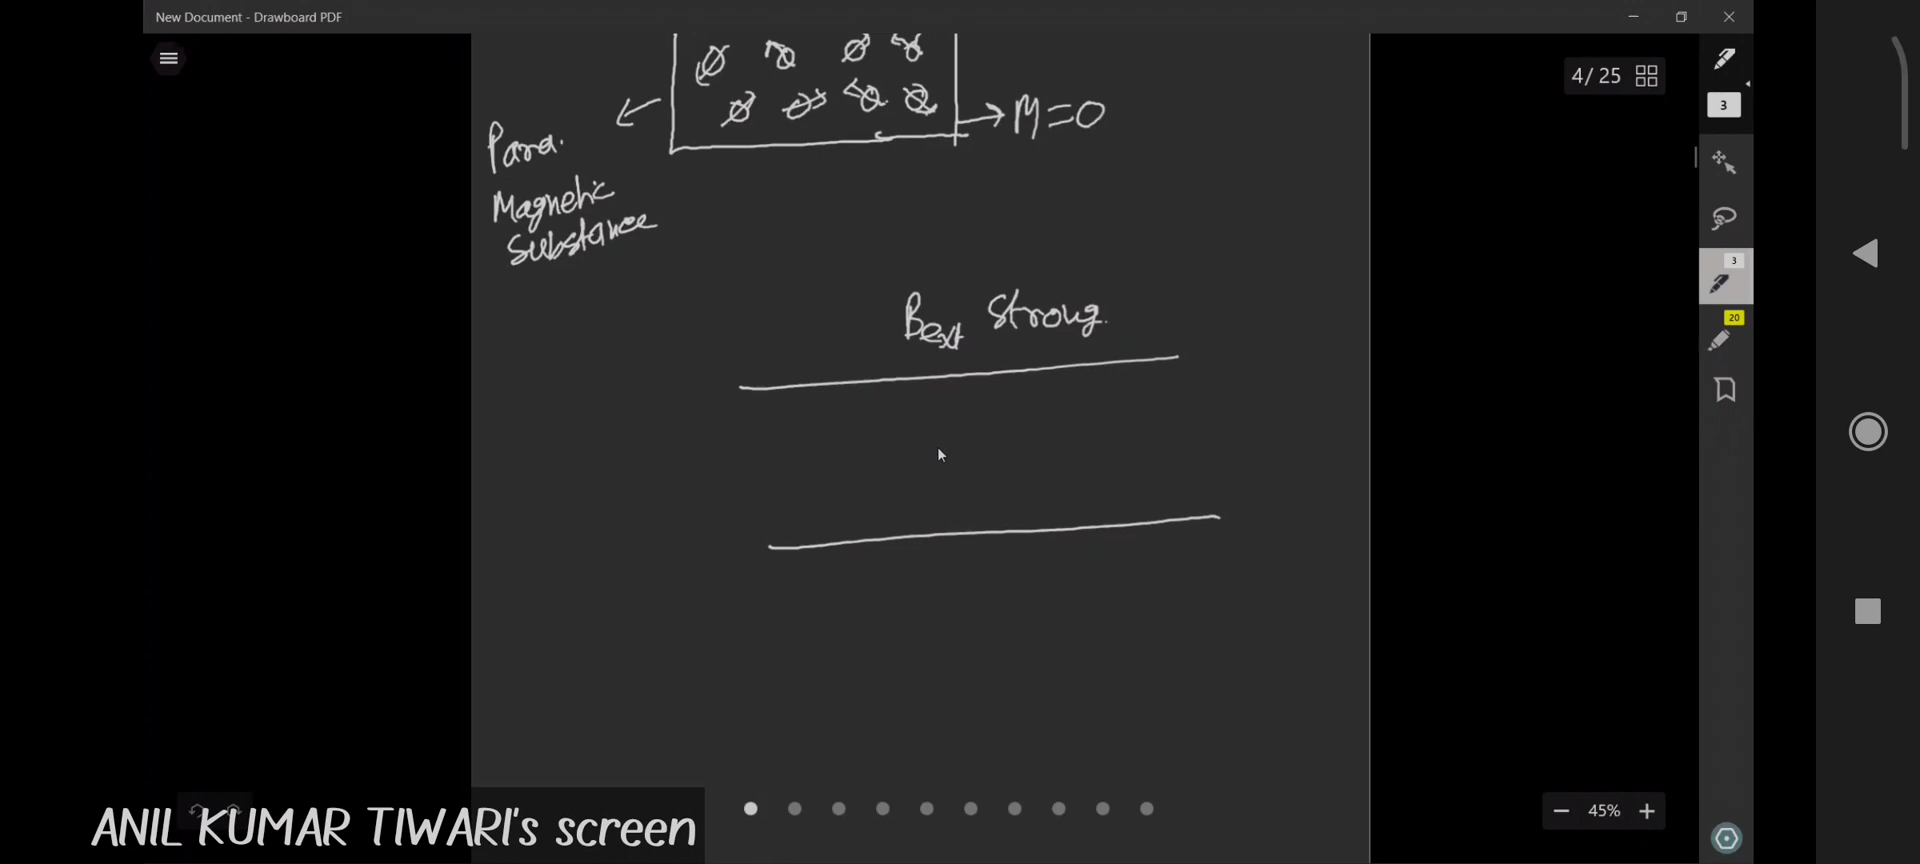 New Document - Drawboard PDF
4/ 25
3
M=0
Para.
Magnetic
Substance
3
Bext Strong.
20
45%
ANIL KUMAR TIWARI's screen